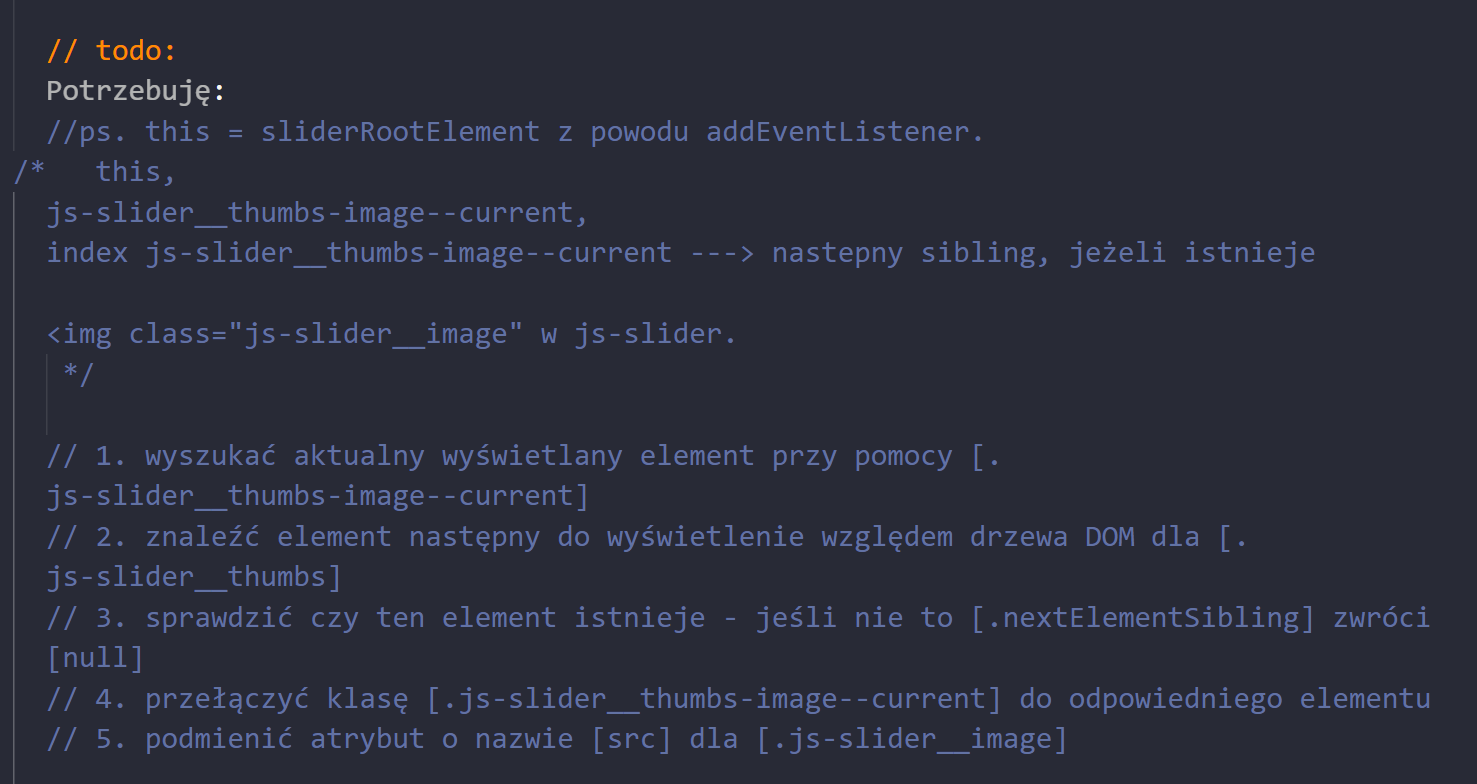 // todo:
Potrzebuję:
//ps. this = sliderRootElement z powodu addEventListener.
/*   this,
js-slider__thumbs-image--current,
index js-slider__thumbs-image--current ---> nastepny sibling, jeżeli istnieje
<img class="js-slider__image" w js-slider.
*/
// 1. wyszukać aktualny wyświetlany element przy pomocy [.
js-slider__thumbs-image--current]
// 2. znaleźć element następny do wyświetlenie względem drzewa DOM dla [.
js-slider__thumbs]
// 3. sprawdzić czy ten element istnieje - jeśli nie to [.nextElementSibling] zwróci
[null]
// 4. przełączyć klasę [.js-slider__thumbs-image--current] do odpowiedniego elementu
// 5. podmienić atrybut o nazwie [src] dla [.js-slider__image]